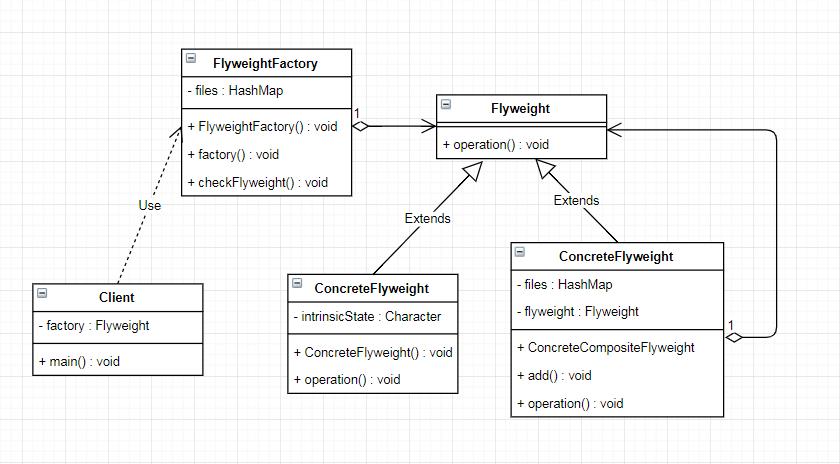 FlyweightFactory
- files : HashMap
+ FlyweightFactory() : void
+ factory() : void
+ checkFlyweight() : void
1
Flyweight
+ operation() : void
Use
Extends
Extends
Client
- factory : Flyweight
+ main() : void
ConcreteFlyweight
- intrinsicState : Character
+ ConcreteFlyweight() : void
+ operation() : void
ConcreteFlyweight
- files : HashMap
- flyweight : Flyweight
+ ConcreteCompositeFlyweight
+ add() : void
+ operation() : void
1